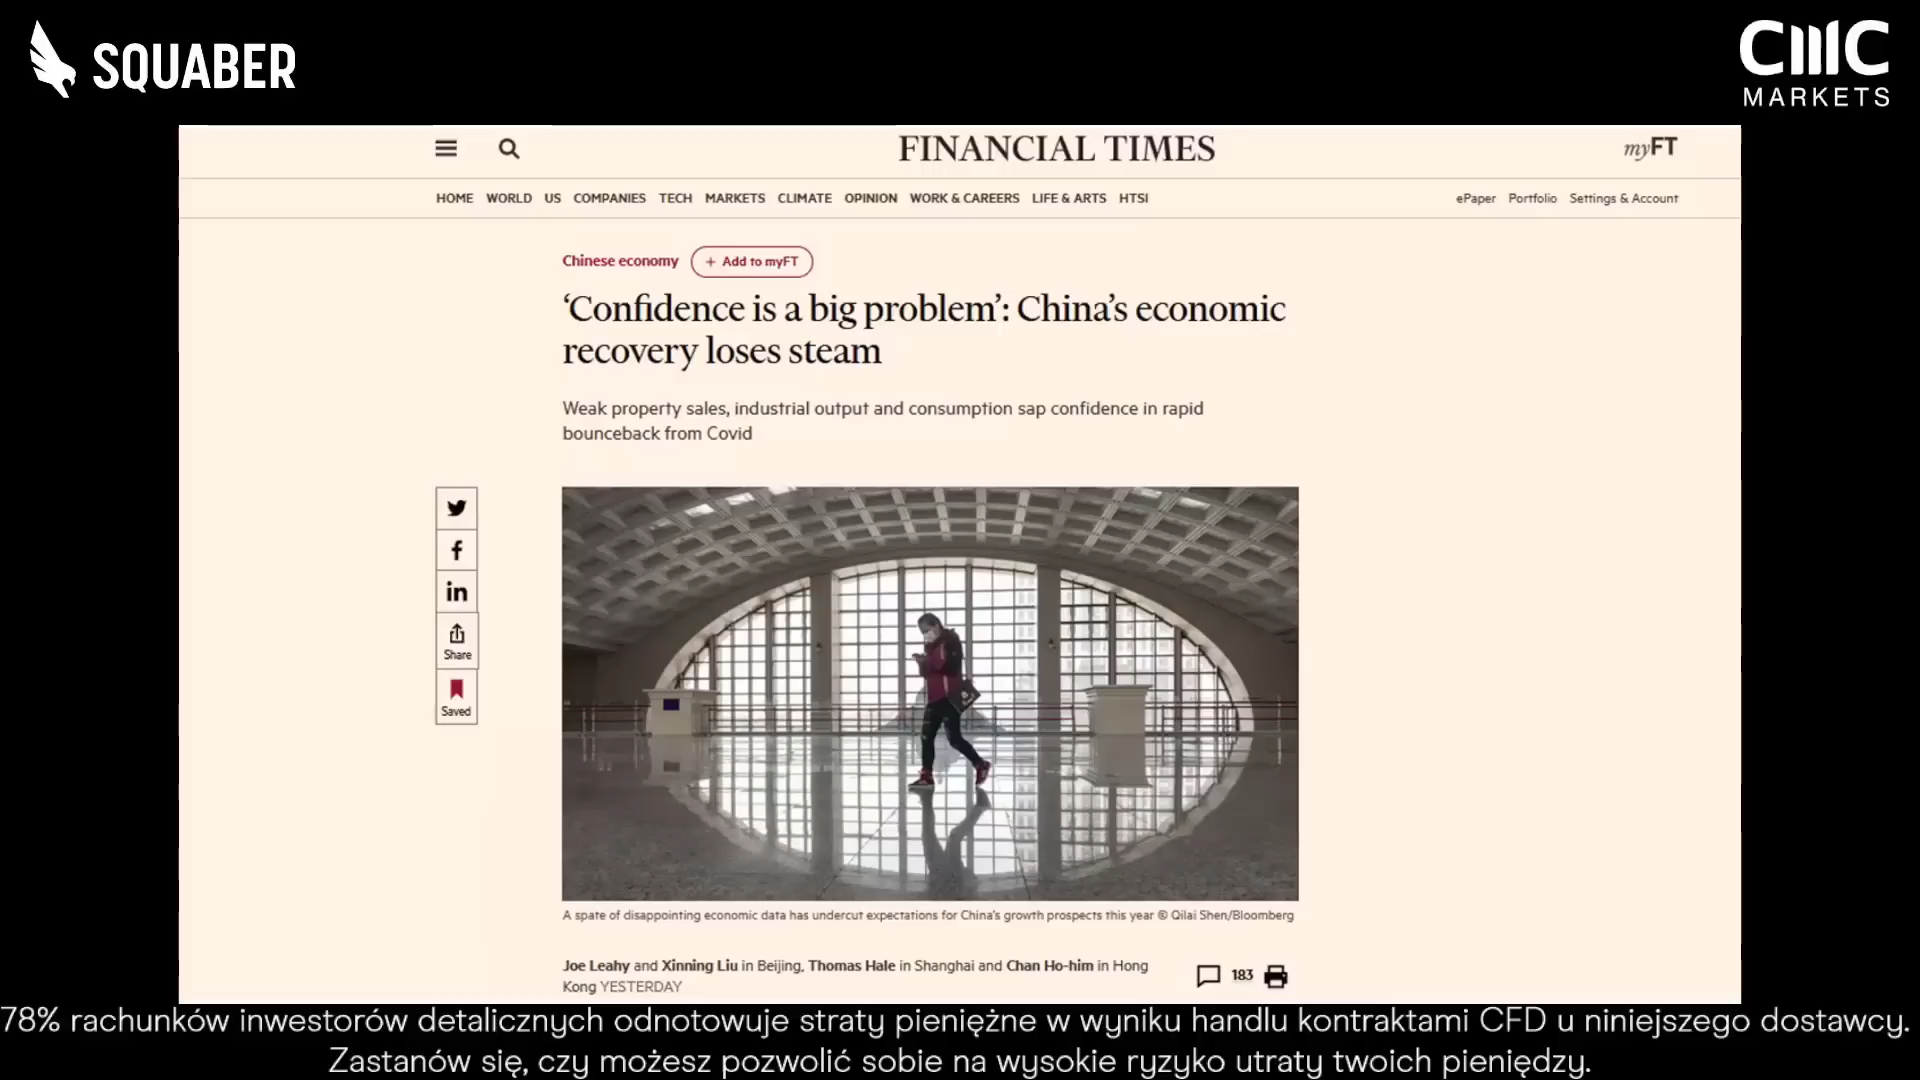 SQUABER
CMC
MARKETS
FINANCIAL TIMES
myFT
HOME WORLD US COMPANIES TECH MARKETS CLIMATE OPINION WORK & CAREERS LIFE & ARTS HTSI
ePaper Portfolio Settings & Account
Chinese economy + Add to myFT
‘Confidence is a big problem’: China’s economic
recovery loses steam
Weak property sales, industrial output and consumption sap confidence in rapid
bounceback from Covid
Share
Saved
A spate of disappointing economic data has undercut expectations for China’s growth prospects this year © Qilai Shen/Bloomberg
Joe Leahy and Xinning Liu in Beijing, Thomas Hale in Shanghai and Chan Ho-him in Hong
Kong YESTERDAY
183
78% rachunków inwestorów detalicznych odnotowuje straty pieniężne w wyniku handlu kontraktami CFD u niniejszego dostawcy.
Zastanów się, czy możesz pozwolić sobie na wysokie ryzyko utraty twoich pieniędzy.